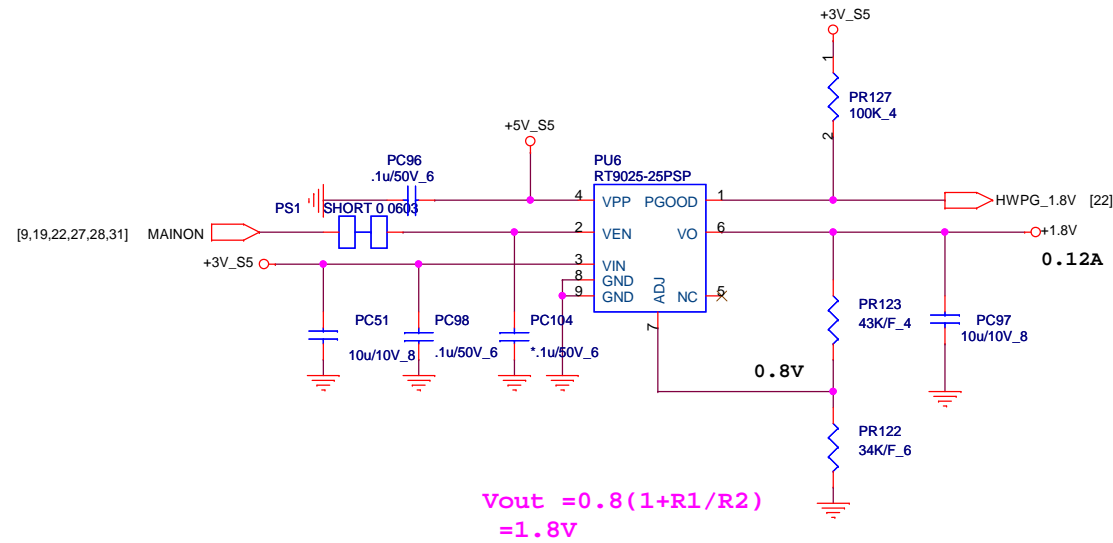 +3V_S5
1
PR127
100K_4
2
+5V_S5
PC96
.1u/50V_6
PU6
RT9025-25PSP
4
VPP
PGOOD
1
HWPG_1.8V [22]
PS1
SHORT 0 0603
[9,19,22,27,28,31] MAINON
2
VEN
VO
6
+1.8V
0.12A
+3V_S5
3
VIN
8
GND
9
GND
ADJ
NC
5
7
PC51
10u/10V_8
PC98
.1u/50V_6
PC104
*.1u/50V_6
PR123
43K/F_4
PC97
10u/10V_8
0.8V
PR122
34K/F_6
Vout =0.8(1+R1/R2)
=1.8V